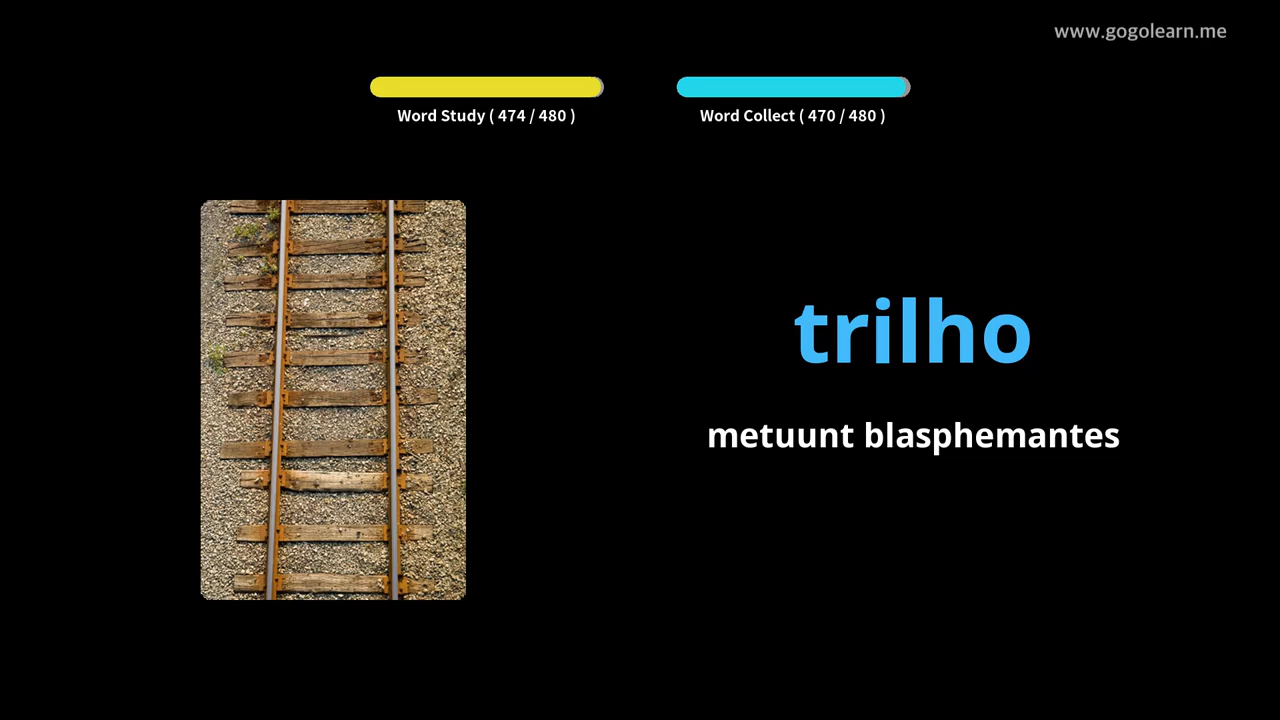 www.gogolearn.me
Word Study ( 474 / 480 )
Word Collect ( 470 / 480 )
trilho
metuunt blasphemantes